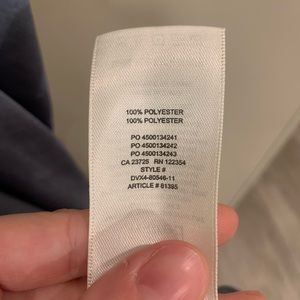 100% POLYESTER
100% POLYESTER
PO 4500134241
PO 4500134242
PO 4500134243
CA 23725 RN 122354
STYLE #
DVX4-80546-11
ARTICLE # 81395